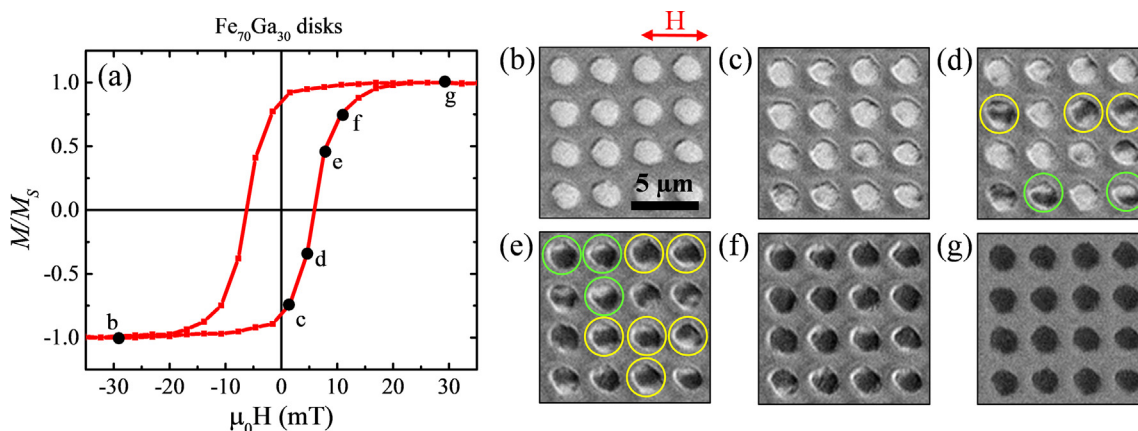 Fe₇₀Ga₃₀ disks
H
(a)
(b)
(c)
(d)
M/M_S
1.0
0.5
0.0
-0.5
-1.0
g
f
e
d
c
b
5 µm
(e)
(f)
(g)
-30 -20 -10 0 10 20 30
µ₀H (mT)